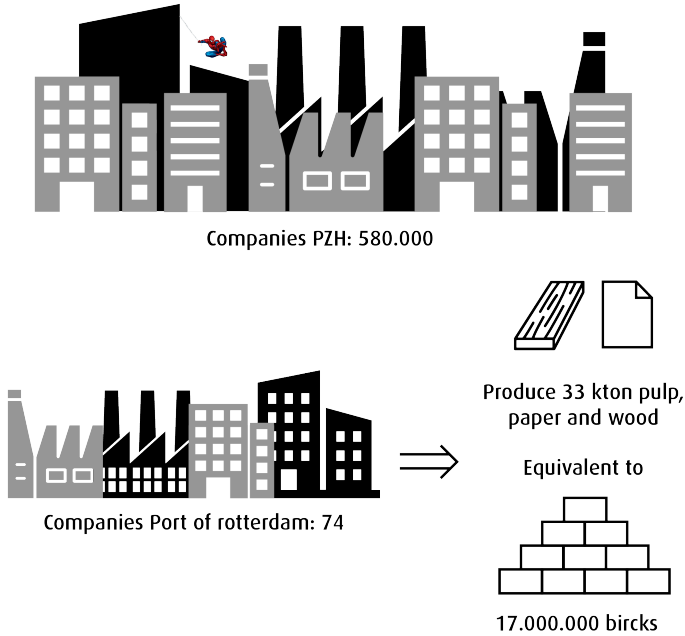 Companies PZH: 580.000
Produce 33 kton pulp,
paper and wood
Equivalent to
Companies Port of rotterdam: 74
17.000.000 bircks